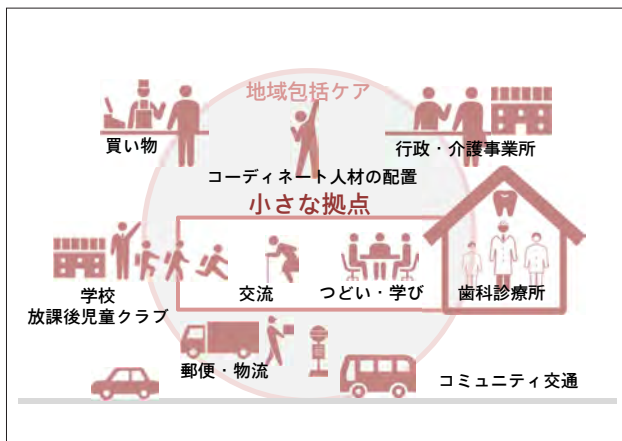 地域包括ケア
買い物
行政・介護事業所
コーディネート人材の配置
小さな拠点
学校
放課後児童クラブ
交流
つどい・学び
歯科診療所
郵便・物流
コミュニティ交通